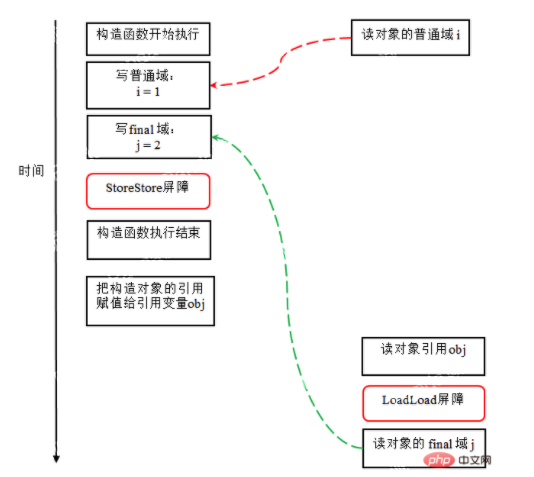 构造函数开始执行
读对象的普通域 i
写普通域：
i = 1
写final 域：
j = 2
时间
StoreStore屏障
构造函数执行结束
把构造对象的引用
赋值给引用变量obj
读对象引用obj
LoadLoad屏障
读对象的 final 域 j
php 中文网